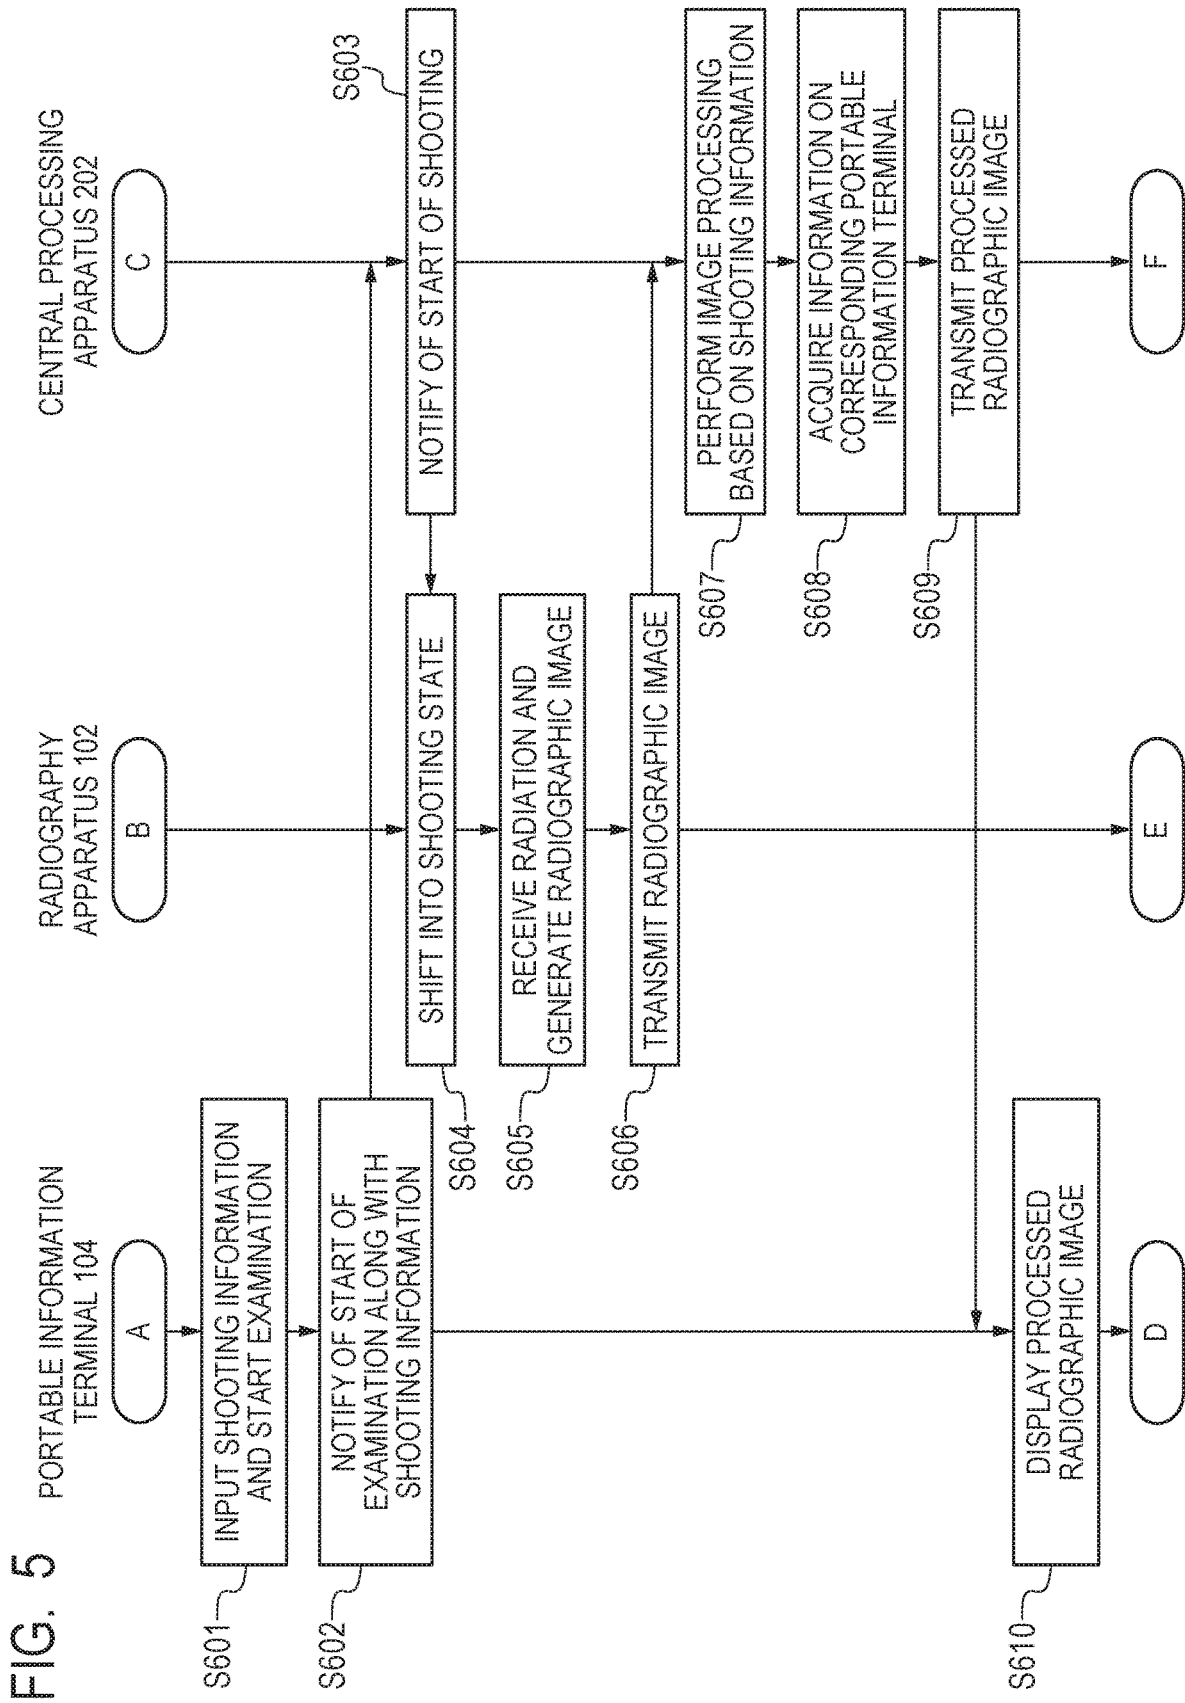 FIG. 5
PORTABLE INFORMATION
TERMINAL 104
RADIOGRAPHY
APPARATUS 102
CENTRAL PROCESSING
APPARATUS 202
A
B
C
S601
INPUT SHOOTING INFORMATION
AND START EXAMINATION
S602
NOTIFY OF START OF
EXAMINATION ALONG WITH
SHOOTING INFORMATION
S603
NOTIFY OF START OF SHOOTING
S604
SHIFT INTO SHOOTING STATE
S605
RECEIVE RADIATION AND
GENERATE RADIOGRAPHIC IMAGE
S606
TRANSMIT RADIOGRAPHIC IMAGE
S607
PERFORM IMAGE PROCESSING
BASED ON SHOOTING INFORMATION
S608
ACQUIRE INFORMATION ON
CORRESPONDING PORTABLE
INFORMATION TERMINAL
S609
TRANSMIT PROCESSED
RADIOGRAPHIC IMAGE
S610
DISPLAY PROCESSED
RADIOGRAPHIC IMAGE
D
E
F